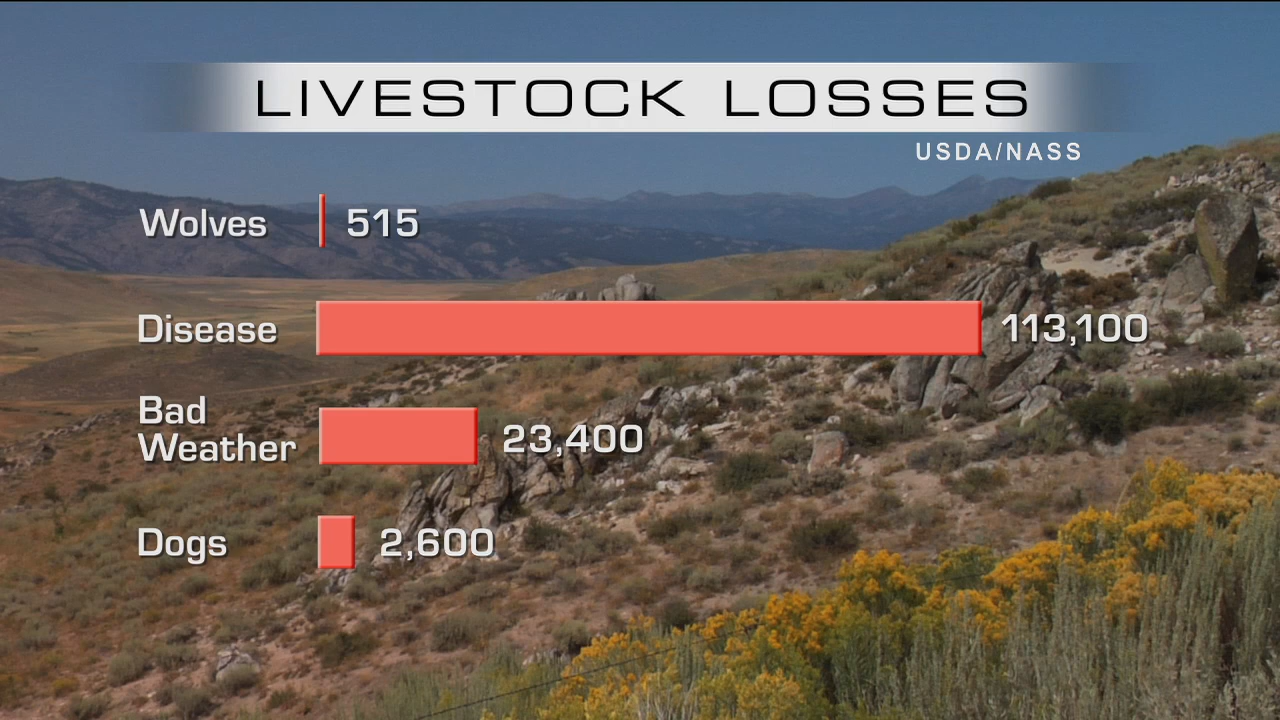 LIVESTOCK LOSSES
USDA/NASS
Wolves 515
Disease 113,100
Bad
Weather 23,400
Dogs 2,600